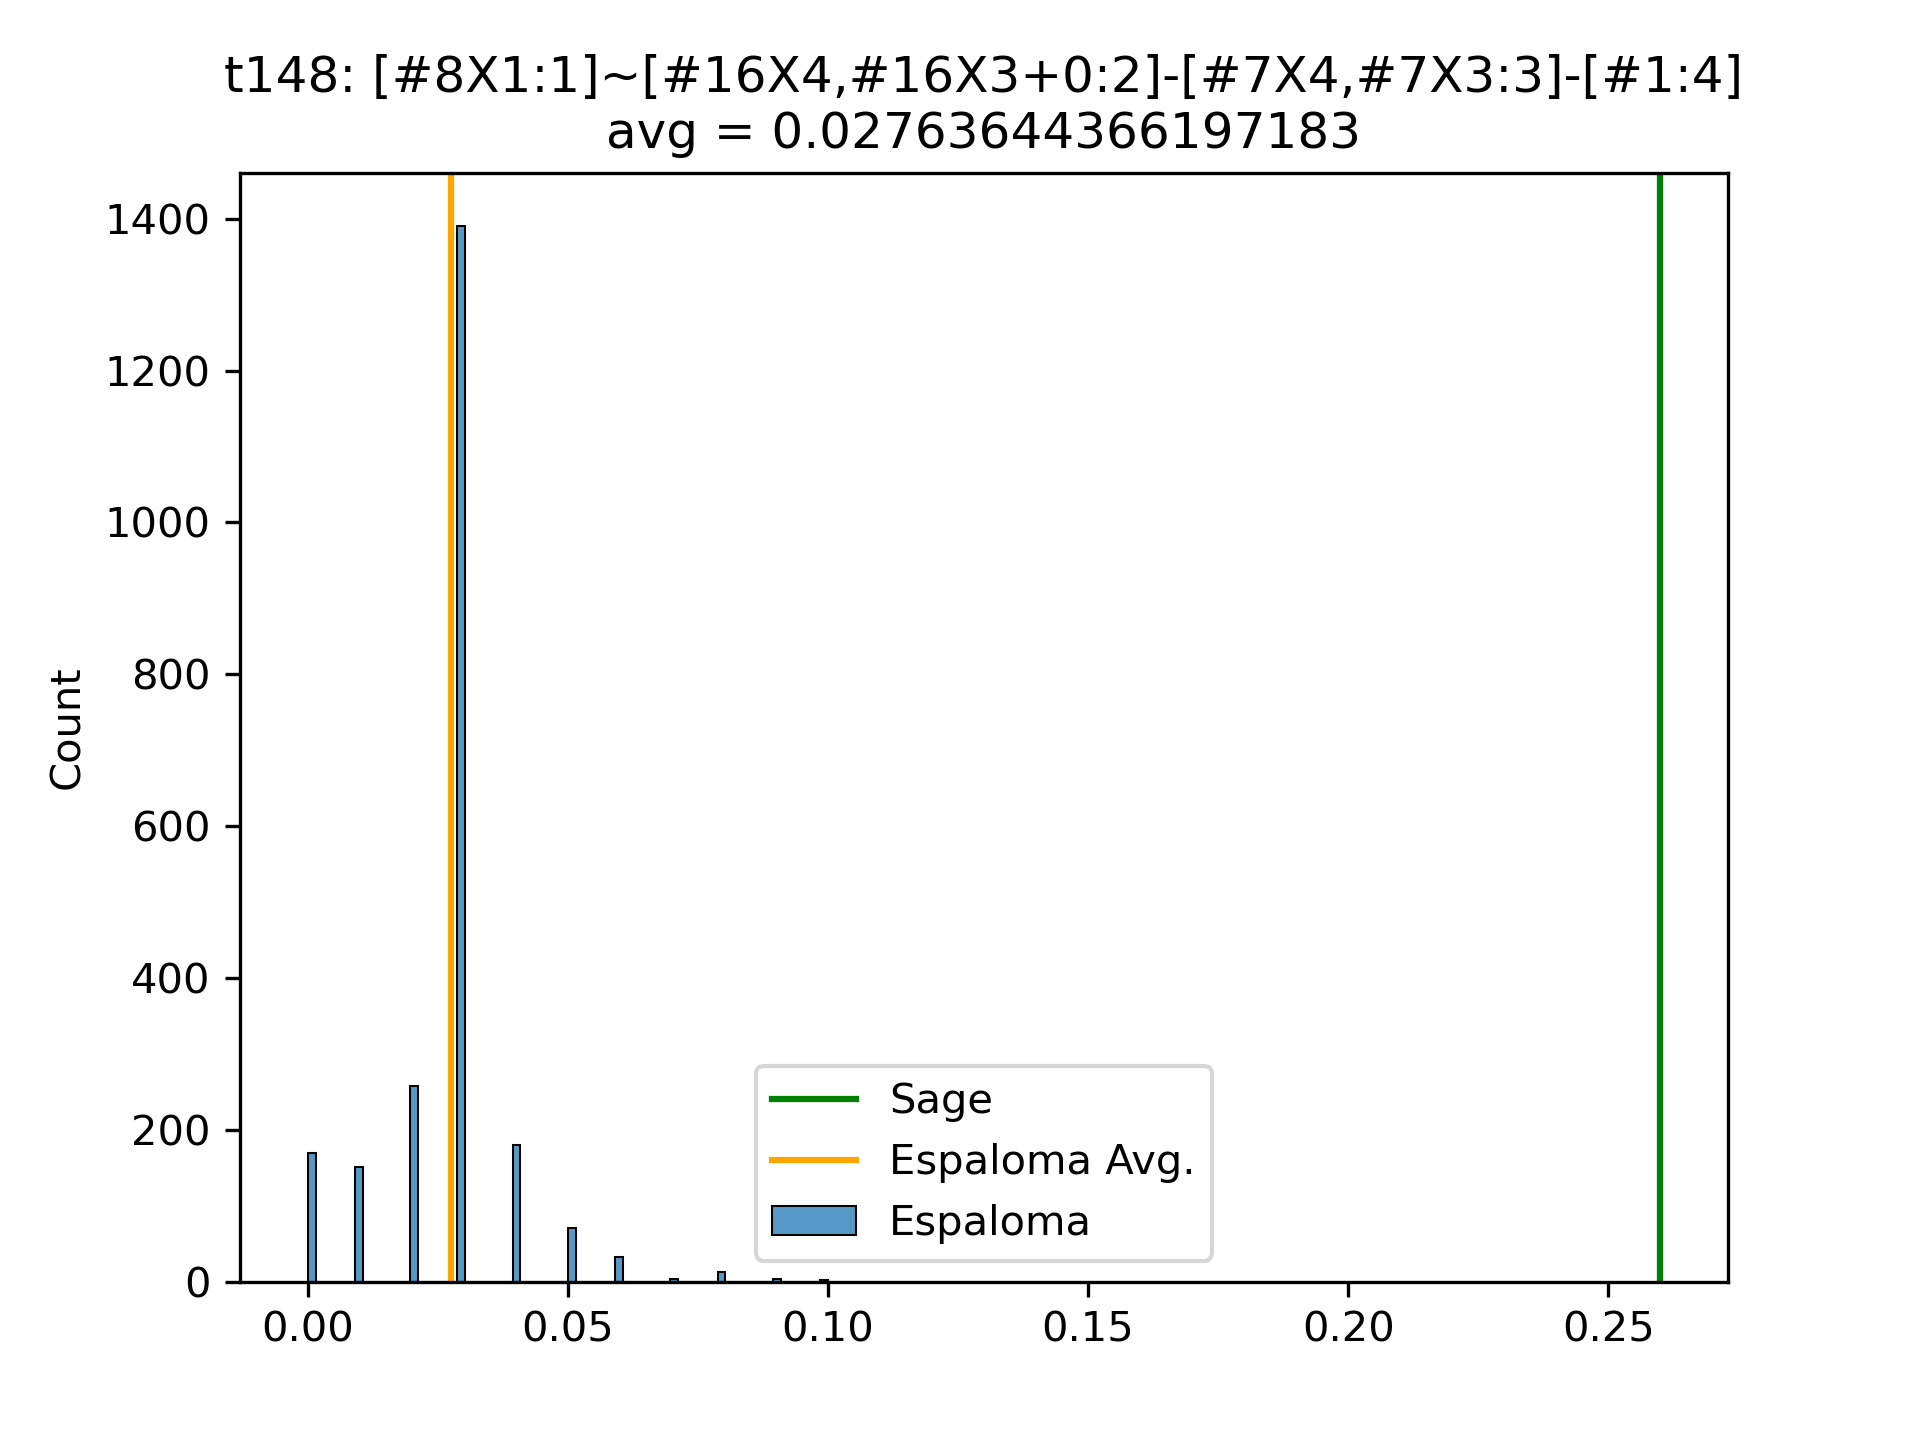 t148: [#8X1:1]~[#16X4,#16X3+0:2]-[#7X4,#7X3:3]-[#1:4]
avg = 0.02763644366197183
1400
1200
1000
800
600
400
200
0
Count
Sage
Espaloma Avg.
Espaloma
0.00 0.05 0.10 0.15 0.20 0.25